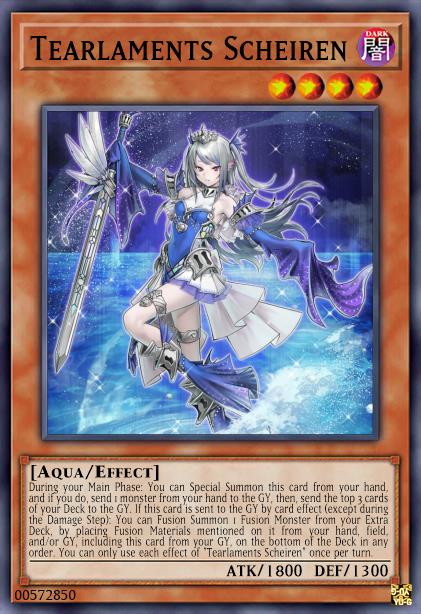 Tearlaments Scheiren
DARK
闇
[Aqua/Effect]
During your Main Phase: You can Special Summon this card from your hand,
and if you do, send 1 monster from your hand to the GY, then, send the top 3 cards
of your Deck to the GY. If this card is sent to the GY by card effect (except during
the Damage Step): You can Fusion Summon 1 Fusion Monster from your Extra
Deck, by placing Fusion Materials mentioned on it from your hand, field,
and/or GY, including this card from your GY, on the bottom of the Deck in any
order. You can only use each effect of "Tearlaments Scheiren" once per turn.
ATK/1800 DEF/1300
00572850